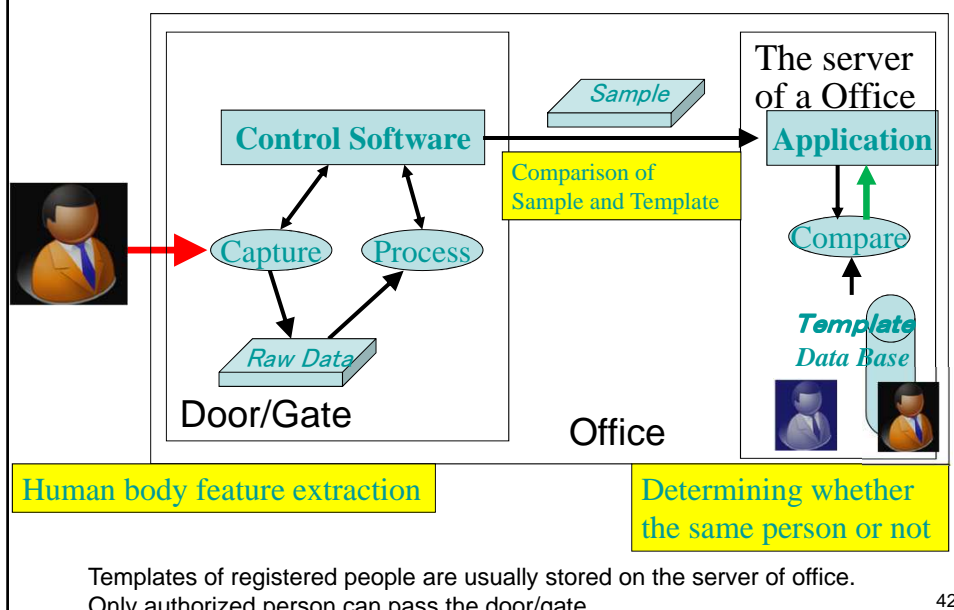 The server
of a Office
Sample
Control Software
Application
Comparison of
Sample and Template
Capture
Process
Compare
Template
Data Base
Raw Data
Door/Gate
Office
Human body feature extraction
Determining whether
the same person or not
Templates of registered people are usually stored on the server of office.
Only authorized person can pass the door/gate
42